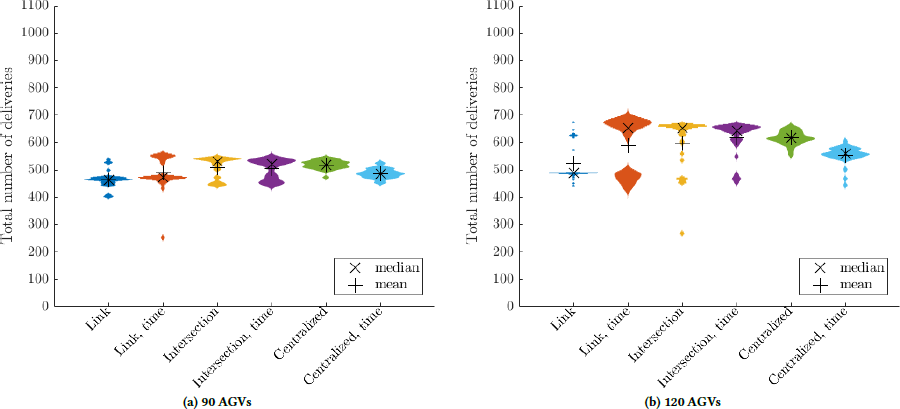 1100
1000
900
800
700
600
500
400
300
200
100
0
Total number of deliveries
median
mean
Link
Link, time
Intersection
Intersection, time
Centralized
Centralized, time
(a) 90 AGVs
1100
1000
900
800
700
600
500
400
300
200
100
0
Total number of deliveries
median
mean
Link
Link, time
Intersection
Intersection, time
Centralized
Centralized, time
(b) 120 AGVs